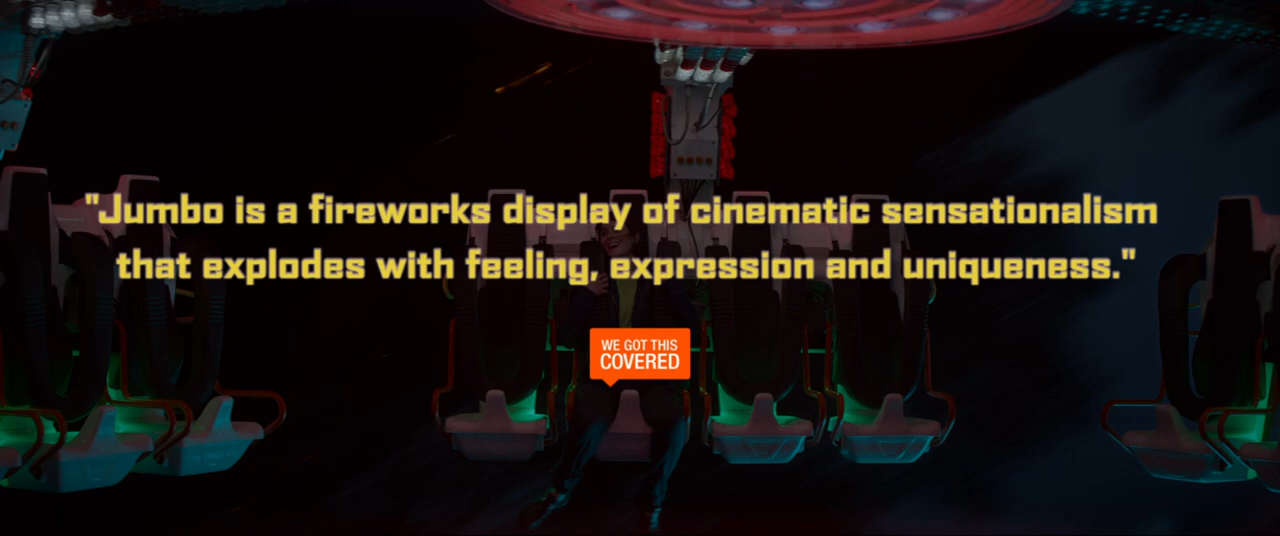 "Jumbo is a fireworks display of cinematic sensationalism
that explodes with feeling, expression and uniqueness."
WE GOT THIS
COVERED